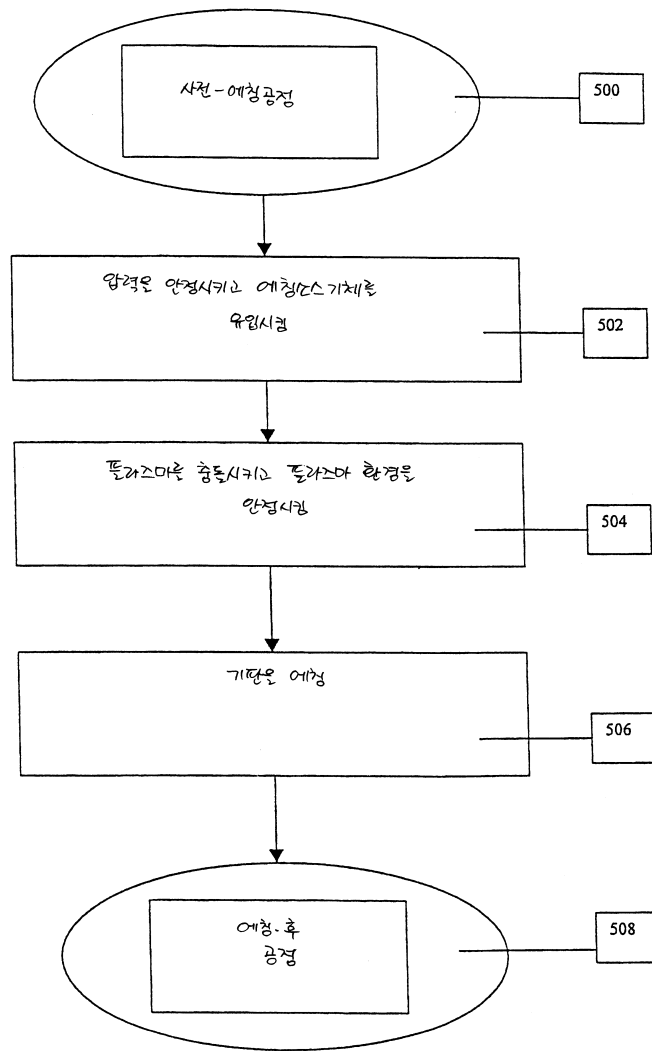 사전-에칭공정
500
압력을 안정시키고 에칭소스기체를
유입시킴
502
플라즈마를 충돌시키고 플라즈마 환경을
안정시킴
504
기판을 에칭
506
에칭-후
공정
508